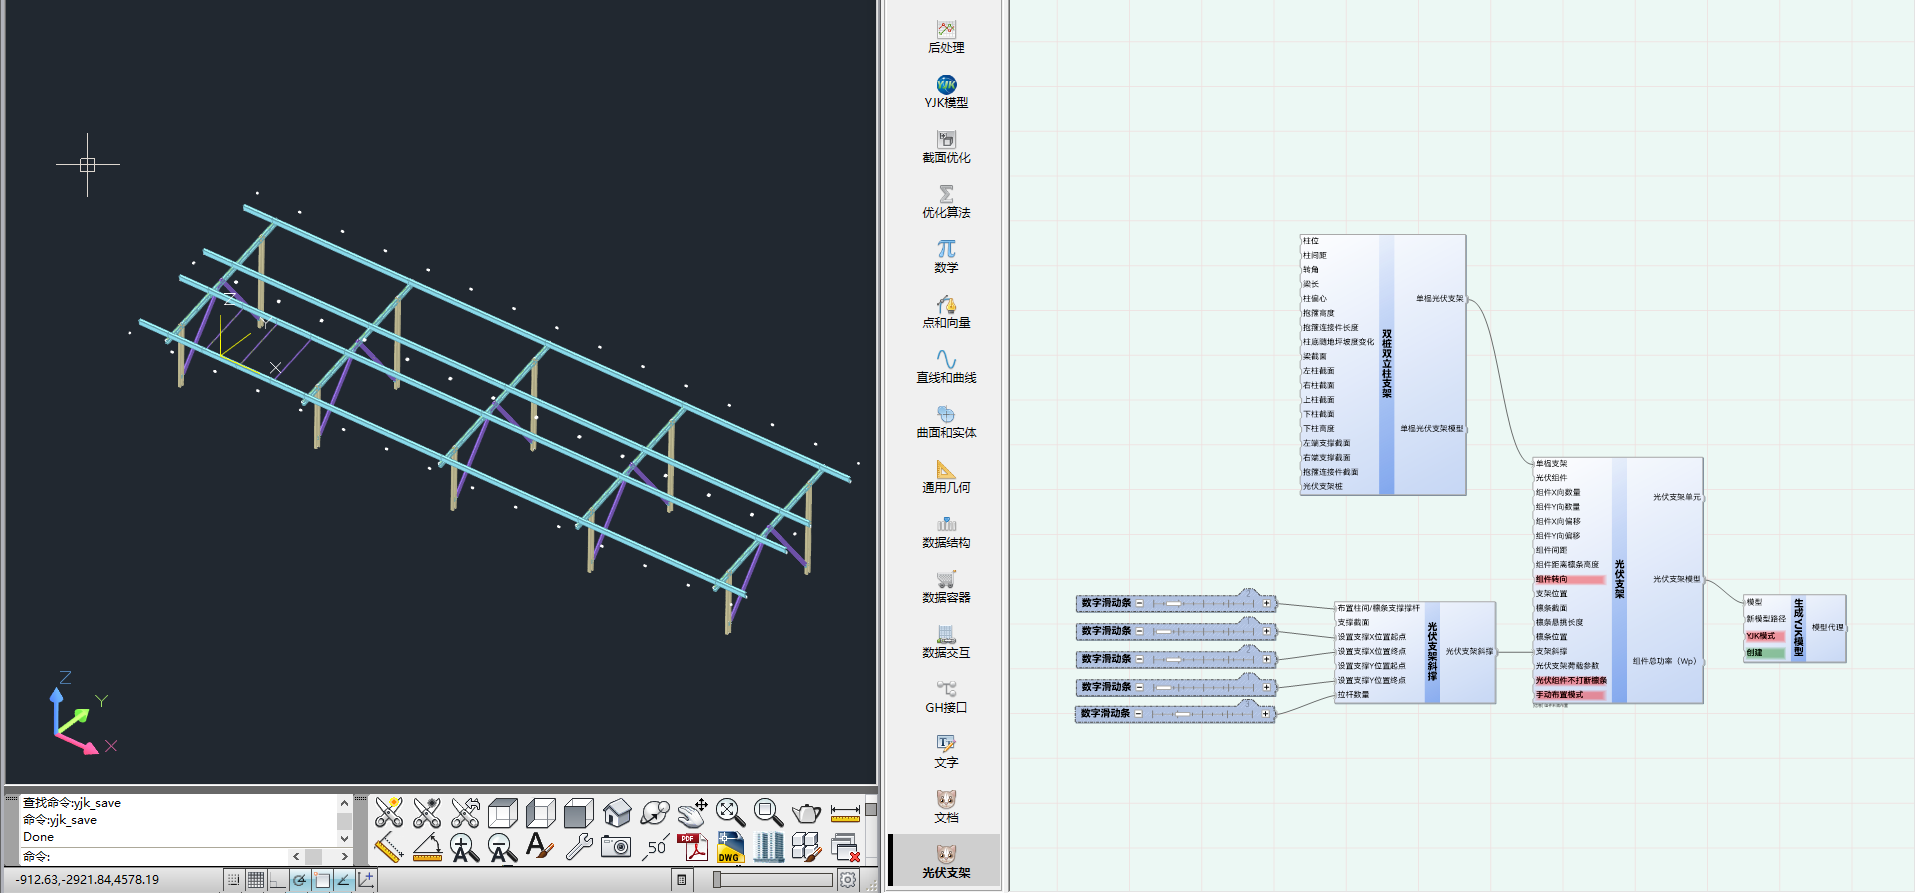 Z
Y
X
Z
Y
X
查找命令:yjk_save
命令:yjk_save
Done
命令:
-912.63,-2921.84,4578.19
.50
PDF
DWG
后处理
YJK
YJK模型
截面优化
优化算法
数学
点和向量
直线和曲线
曲面和实体
通用几何
数据结构
数据容器
数据交互
GH接口
文字
文档
光伏支架
柱位
柱间距
转角
梁长
柱偏心
抱箍高度
抱箍连接件长度
柱底随地坪坡度变化
梁截面
左柱截面
右柱截面
上柱截面
下柱截面
下柱高度
左端支撑截面
右端支撑截面
抱箍连接件截面
光伏支架桩
双桩双立柱支架
单榀光伏支架
单榀光伏支架模型
数字滑动条
数字滑动条
数字滑动条
数字滑动条
数字滑动条
布置柱间/檩条支撑撑杆
支撑截面
设置支撑X位置起点
设置支撑X位置终点
设置支撑Y位置起点
设置支撑Y位置终点
拉杆数量
光伏支架斜撑
光伏支架斜撑
单榀支架
光伏组件
组件X向数量
组件Y向数量
组件X向偏移
组件Y向偏移
组件间距
组件距离檩条高度
组件转向
支架位置
檩条截面
檩条悬挑长度
檩条位置
支架斜撑
光伏支架荷载参数
光伏组件不打断檩条
手动布置模式
光伏支架
光伏支架单元
光伏支架模型
组件总功率（Wp）
模型
新模型路径
YJK模式
创建
生成YJK模型
模型代理